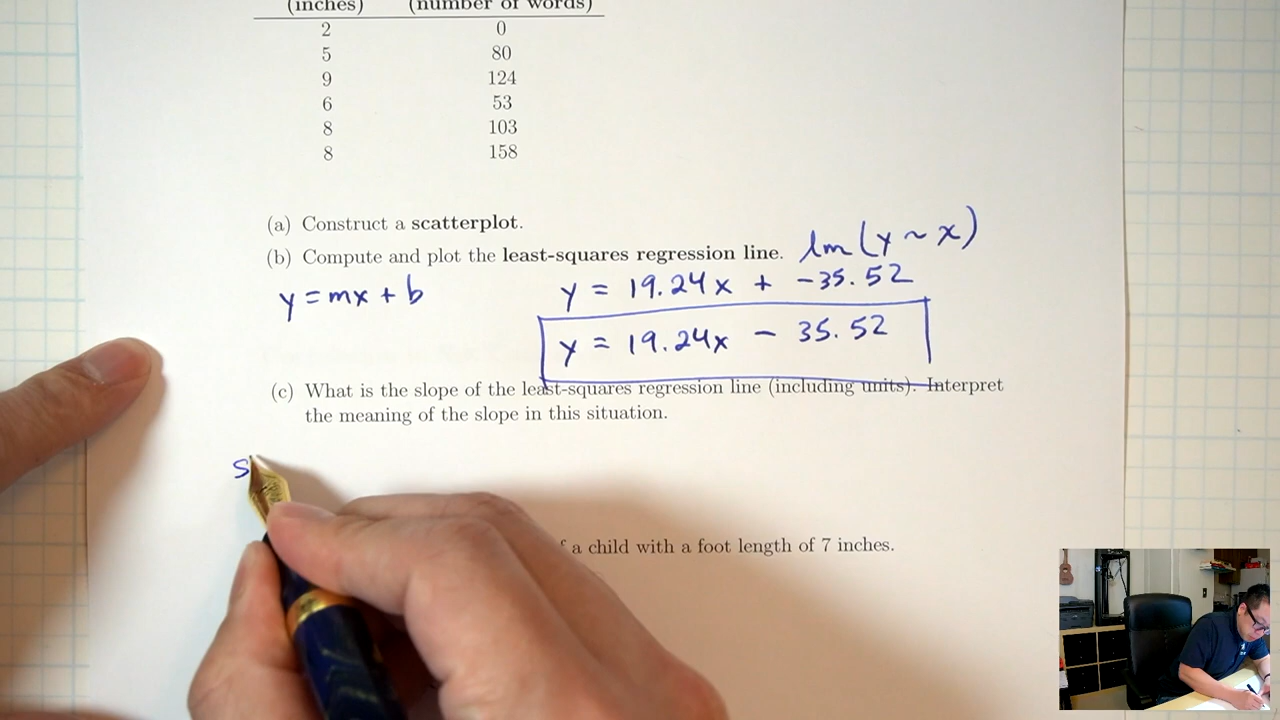 (inches) (number of words)
2 0
5 80
9 124
6 53
8 103
8 158
(a) Construct a scatterplot.
(b) Compute and plot the least-squares regression line. lm(y ~ x)
y = mx + b y = 19.24x + -35.52
y = 19.24x - 35.52
(c) What is the slope of the least-squares regression line (including units). Interpret
the meaning of the slope in this situation.
s
a child with a foot length of 7 inches.